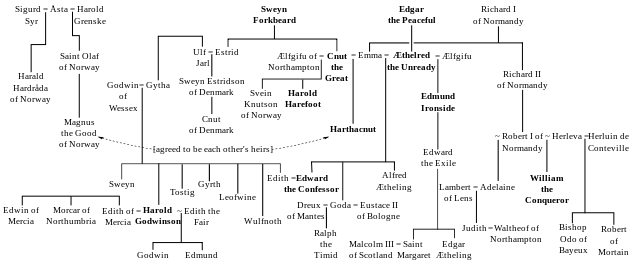 Sigurd = Åsta = Harold
Syr Grenske
Sweyn
Forkbeard
Edgar
the Peaceful
Richard I
of Normandy
Saint Olaf
of Norway
Harald
Hardråda
of Norway
Ulf = Estrid
Jarl
Ælfgifu of =
Northampton
Cnut
the
Great
= Emma =
Æthelred
the Unready
= Ælfgifu
Richard II
of Normandy
Godwin = Gytha
of
Wessex
Sweyn Estridson
of Denmark
Svein
Knutson
of Norway
Harold
Harefoot
Edmund
Ironside
Magnus
the Good
of Norway
Cnut
of Denmark
Harthacnut
~ Robert I of ~ Herleva = Herluin de
Normandy Conteville
[agreed to be each other's heirs]
Edward
the Exile
Sweyn
Tostig
Gyrth
Leofwine
Wulfnoth
Edith = Edward
the Confessor
Alfred
Ætheling
Lambert = Adelaine
of Lens
William
the
Conqueror
Edwin of
Mercia
Morcar of
Northumbria
Edith of =
Mercia
Harold
Godwinson
~ Edith the
Fair
Dreux = Goda = Eustace II
of Mantes of Bologne
Ralph
the
Timid
Malcolm III = Saint
of Scotland Margaret
Edgar
Ætheling
Judith = Waltheof of
Northampton
Bishop
Odo of
Bayeux
Robert
of
Mortain
Godwin
Edmund